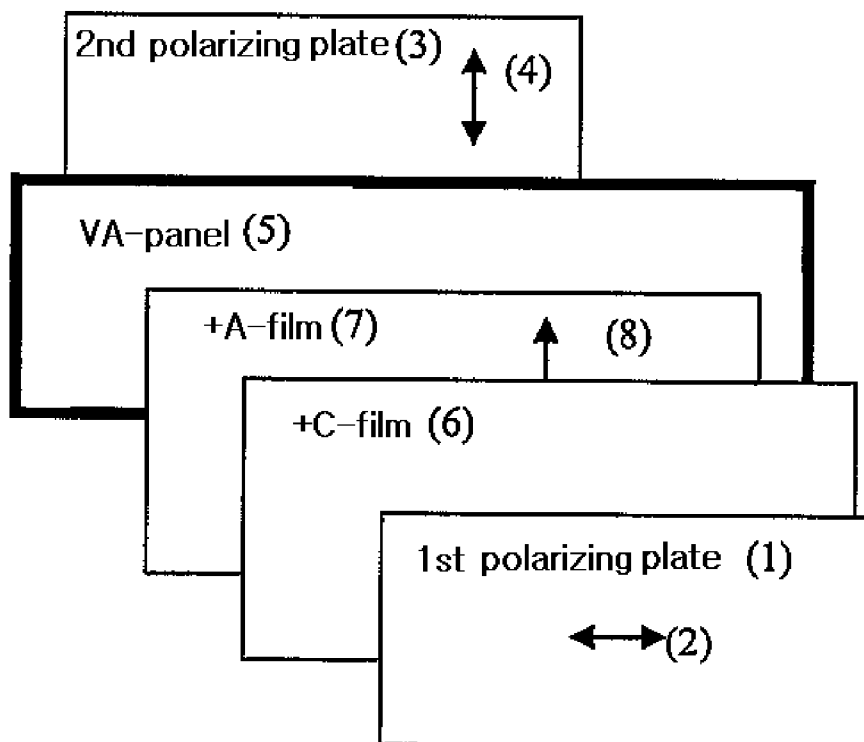 2nd polarizing plate (3)
(4)
VA-panel (5)
+A-film (7)
(8)
+C-film (6)
1st polarizing plate (1)
(2)